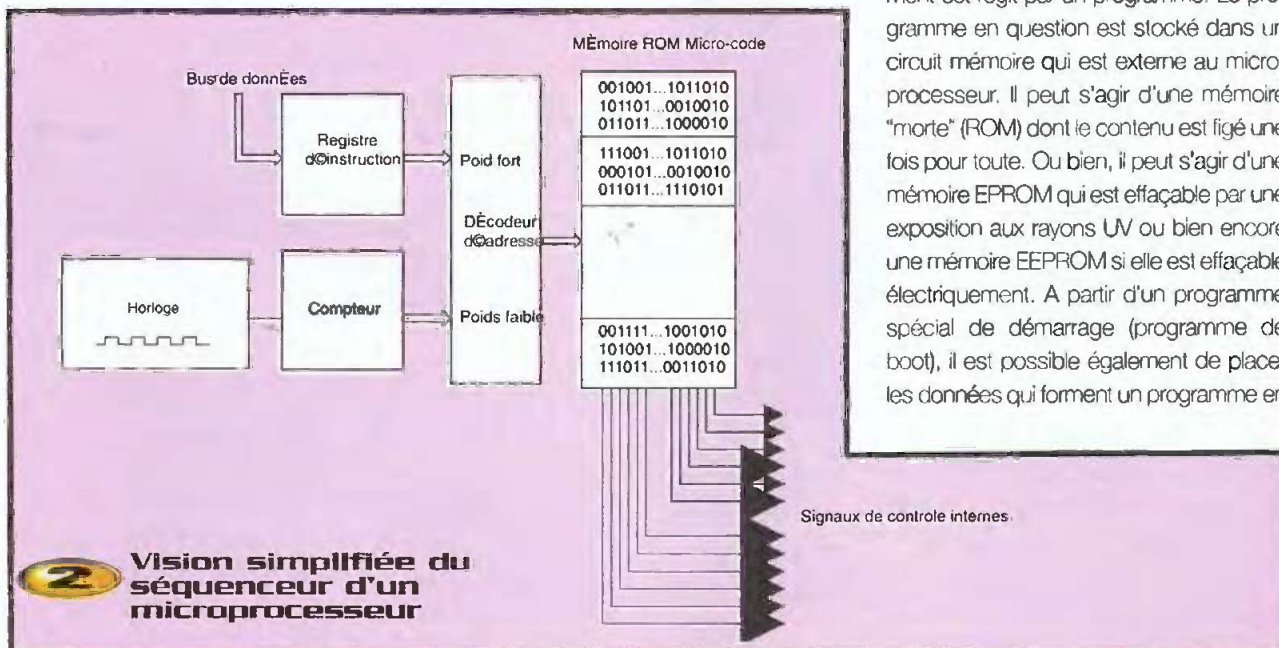 MÈmoire ROM Micro-code
Bus de donnÈes
001001...1011010
101101...0010010
011011...1000010
Registre
d©instruction
Poid fort
111001...1011010
000101...0010010
011011...1110101
DÈcodeur
d©adresse
Horloge
Compteur
Poids faible
001111...1001010
101001...1000010
111011...0011010
Signaux de controle internes
2
Vision simplifiée du
séquenceur d'un
microprocesseur
gramme en question est stocké dans un
circuit mémoire qui est externe au micro
processeur. Il peut s'agir d'une mémoire
"morte" (ROM) dont le contenu est figé une
fois pour toute. Ou bien, il peut s'agir d'une
mémoire EPROM qui est effaçable par une
exposition aux rayons UV ou bien encore
une mémoire EEPROM si elle est effaçable
électriquement. A partir d'un programme
spécial de démarrage (programme de
boot), il est possible également de place
les données qui forment un programme en